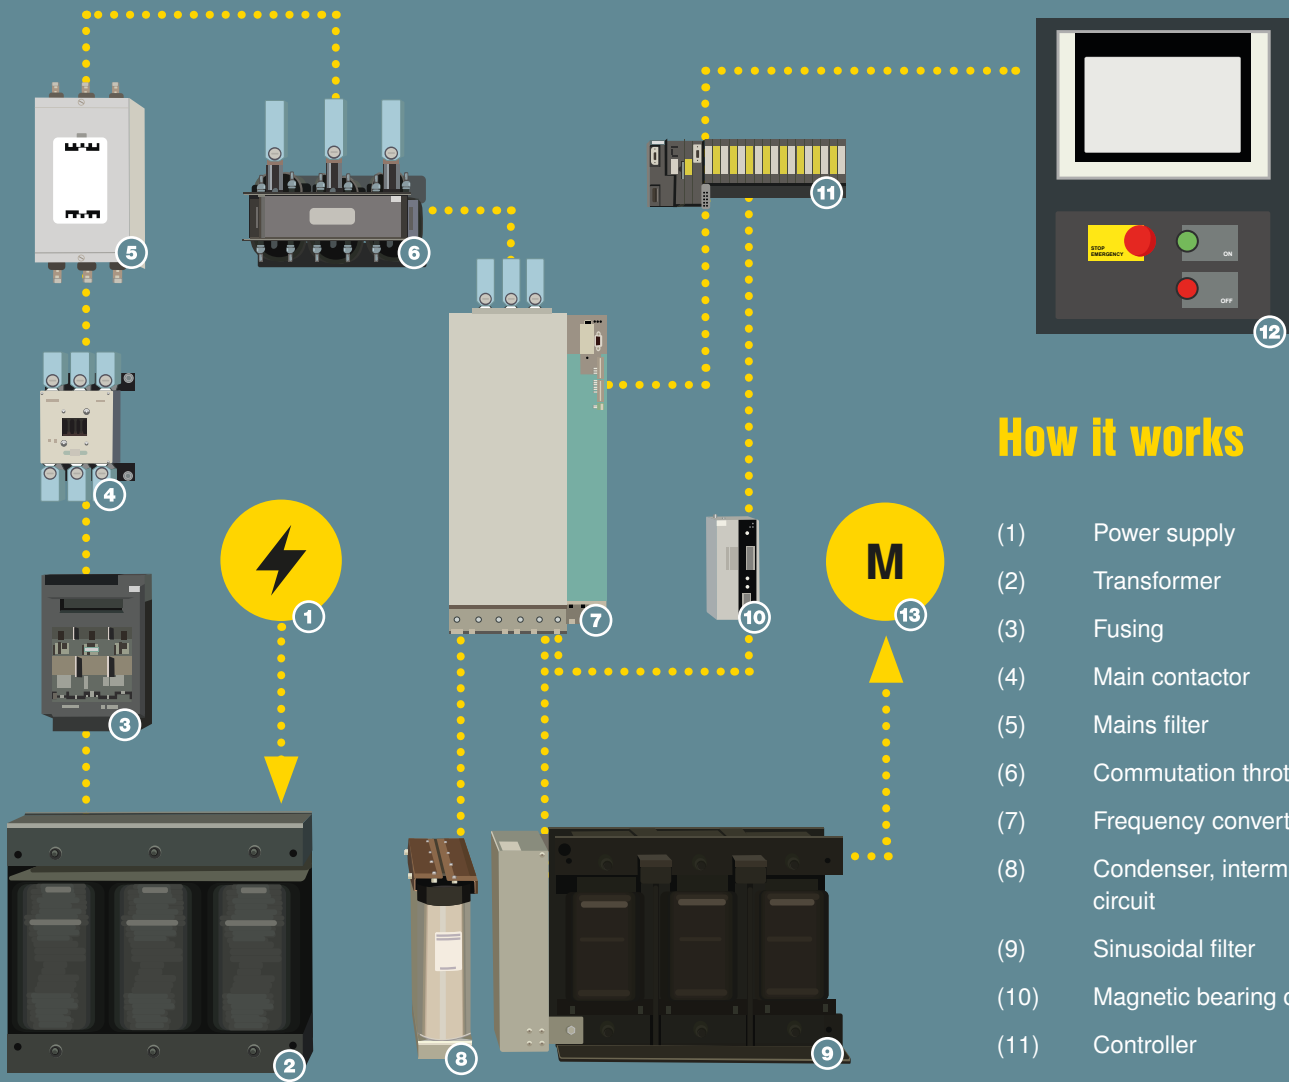 5
6
11
STOP
EMERGENCY
ON
OFF
12
4
How it works
1
7
10
M
13
3
(1) Power supply
(2) Transformer
(3) Fusing
(4) Main contactor
(5) Mains filter
(6) Commutation throt
(7) Frequency convert
(8) Condenser, interm
circuit
(9) Sinusoidal filter
(10) Magnetic bearing c
(11) Controller
2
8
9